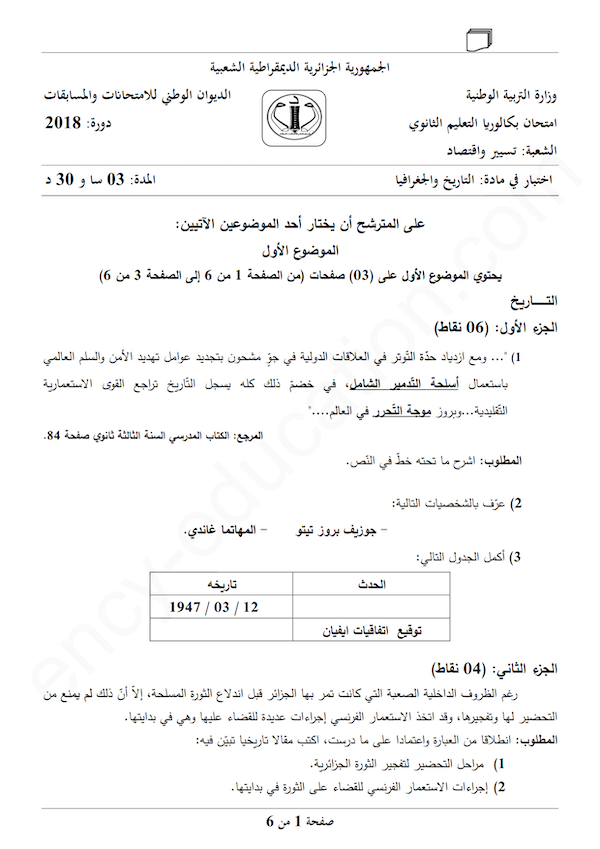 الجمهورية الجزائرية الديمقراطية الشعبية
وزارة التربية الوطنية
الديوان الوطني للامتحانات والمسابقات
امتحان بكالوريا التعليم الثانوي
دورة: 2018
الشعبة: تسيير واقتصاد
اختبار في مادة: التاريخ والجغرافيا
المدة: 03 سا و 30 د
على المترشح أن يختار أحد الموضوعين الآتيين:
الموضوع الأول
يحتوي الموضوع الأول على (03) صفحات (من الصفحة 1 من 6 إلى الصفحة 3 من 6)
التـــاريخ
الجزء الأول: (06 نقاط)
1) "... ومع ازدياد حدّة التّوتر في العلاقات الدولية في جوّ مشحون بتجديد عوامل تهديد الأمن والسلم العالمي
باستعمال أسلحة التّدمير الشامل، في خضمّ ذلك كله يسجل التّاريخ تراجع القوى الاستعمارية
التّقليدية...وبروز موجة التّحرر في العالم...."
المرجع: الكتاب المدرسي السنة الثالثة ثانوي صفحة 84.
المطلوب: اشرح ما تحته خطّ في النّص.
2) عرّف بالشخصيات التالية:
– جوزيف بروز تيتو – المهاتما غاندي.
3) أكمل الجدول التالي:
الحدث تاريخه
12 / 03 / 1947
توقيع اتفاقيات ايفيان
الجزء الثاني: (04 نقاط)
رغم الظروف الداخلية الصعبة التي كانت تمر بها الجزائر قبل اندلاع الثورة المسلحة، إلاّ أنّ ذلك لم يمنع من
التحضير لها وتفجيرها، وقد اتخذ الاستعمار الفرنسي إجراءات عديدة للقضاء عليها وهي في بدايتها.
المطلوب: انطلاقا من العبارة واعتمادا على ما درست، اكتب مقالا تاريخيا تبيّن فيه:
1) مراحل التحضير لتفجير الثورة الجزائرية.
2) إجراءات الاستعمار الفرنسي للقضاء على الثورة في بدايتها.
صفحة 1 من 6
ency-education.com